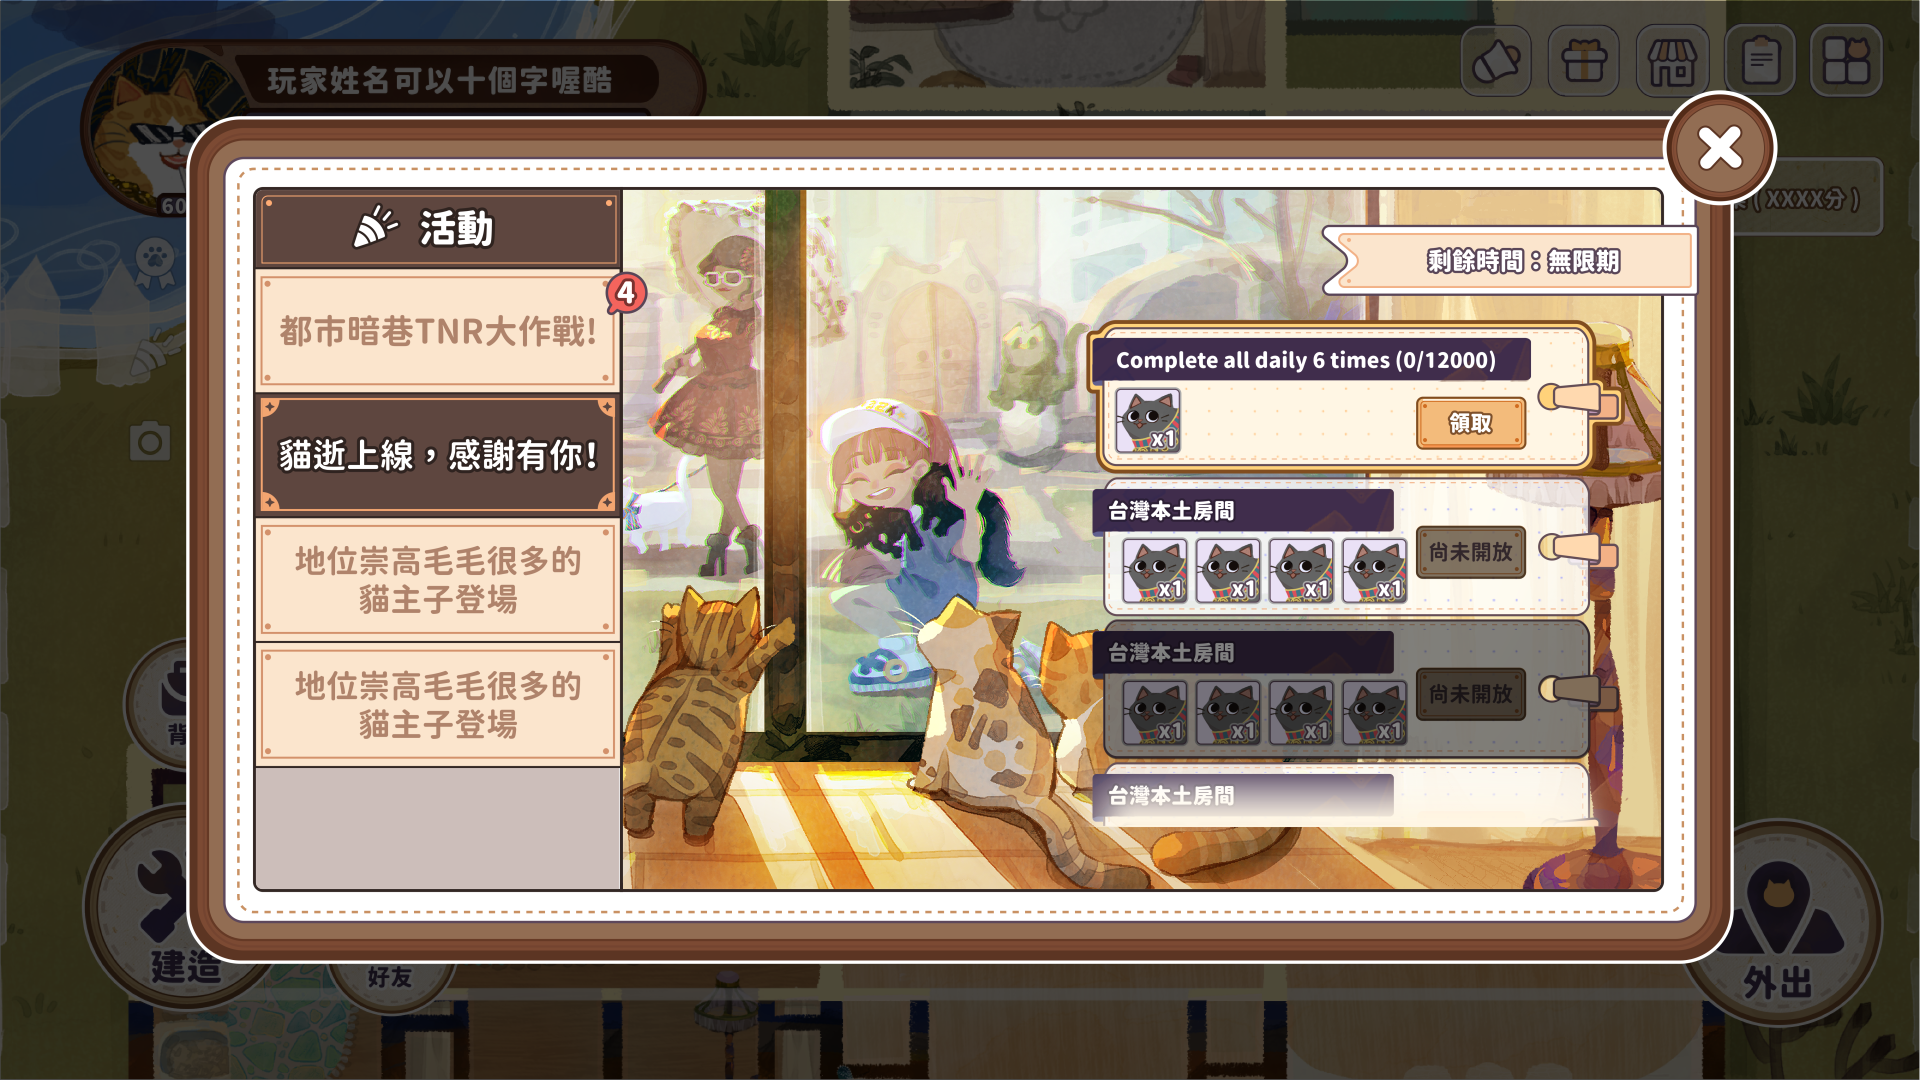 玩家姓名可以十個字喔酷
60
(XXXX分)
活動
剩餘時間：無限期
4
都市暗巷TNR大作戰!
Complete all daily 6 times (0/12000)
x1
領取
貓逝上線，感謝有你!
台灣本土房間
x1
x1
x1
x1
尚未開放
地位崇高毛毛很多的
貓主子登場
台灣本土房間
x1
x1
x1
x1
尚未開放
地位崇高毛毛很多的
貓主子登場
台灣本土房間
建造
好友
外出